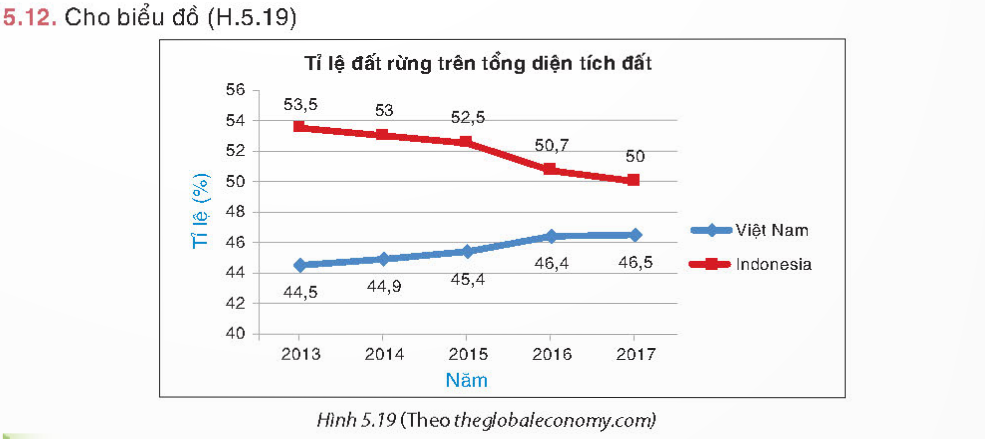 5.12. Cho biểu đồ (H.5.19)
Tỉ lệ đất rừng trên tổng diện tích đất
56
54
52
50
48
46
44
42
40
Tỉ lệ (%)
53,5
53
52,5
50,7
50
44,5
44,9
45,4
46,4
46,5
Việt Nam
Indonesia
2013 2014 2015 2016 2017
Năm
Hình 5.19 (Theo theglobaleconomy.com)